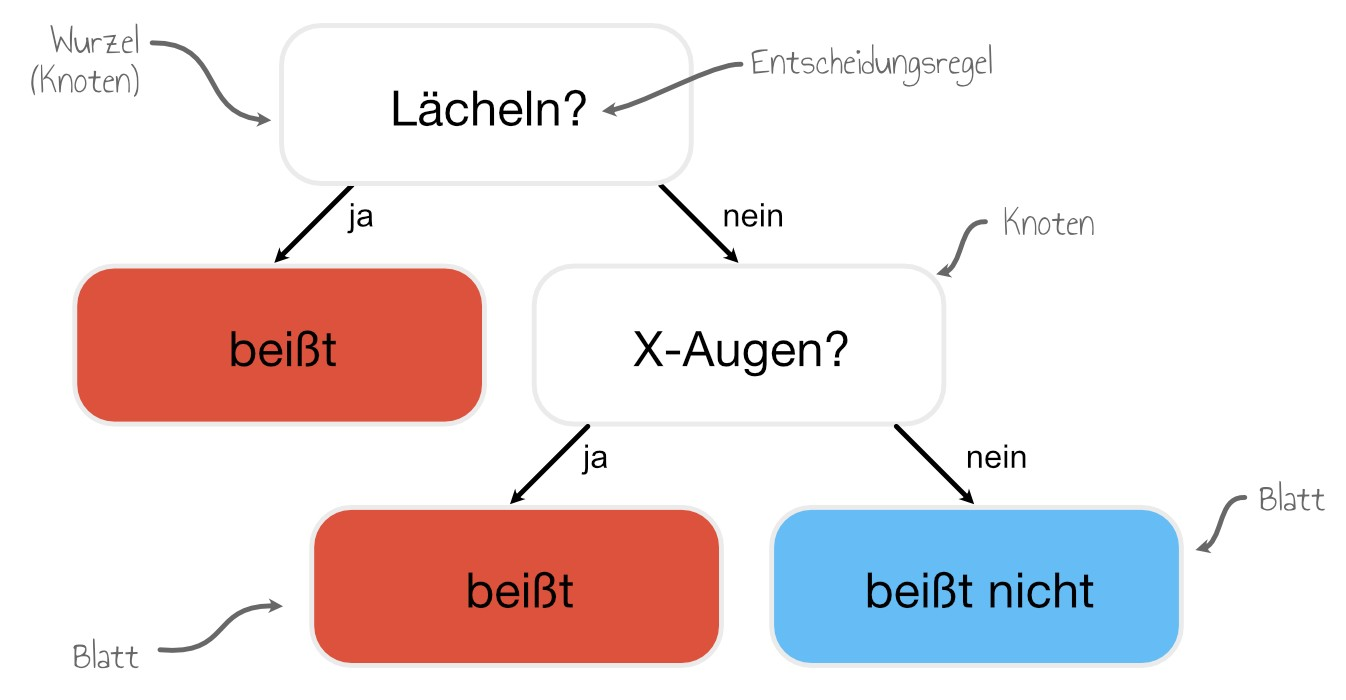 Wurzel
(Knoten)
Entscheidungsregel
Lächeln?
ja
nein
Knoten
beißt
X-Augen?
ja
nein
Blatt
beißt
beißt nicht
Blatt